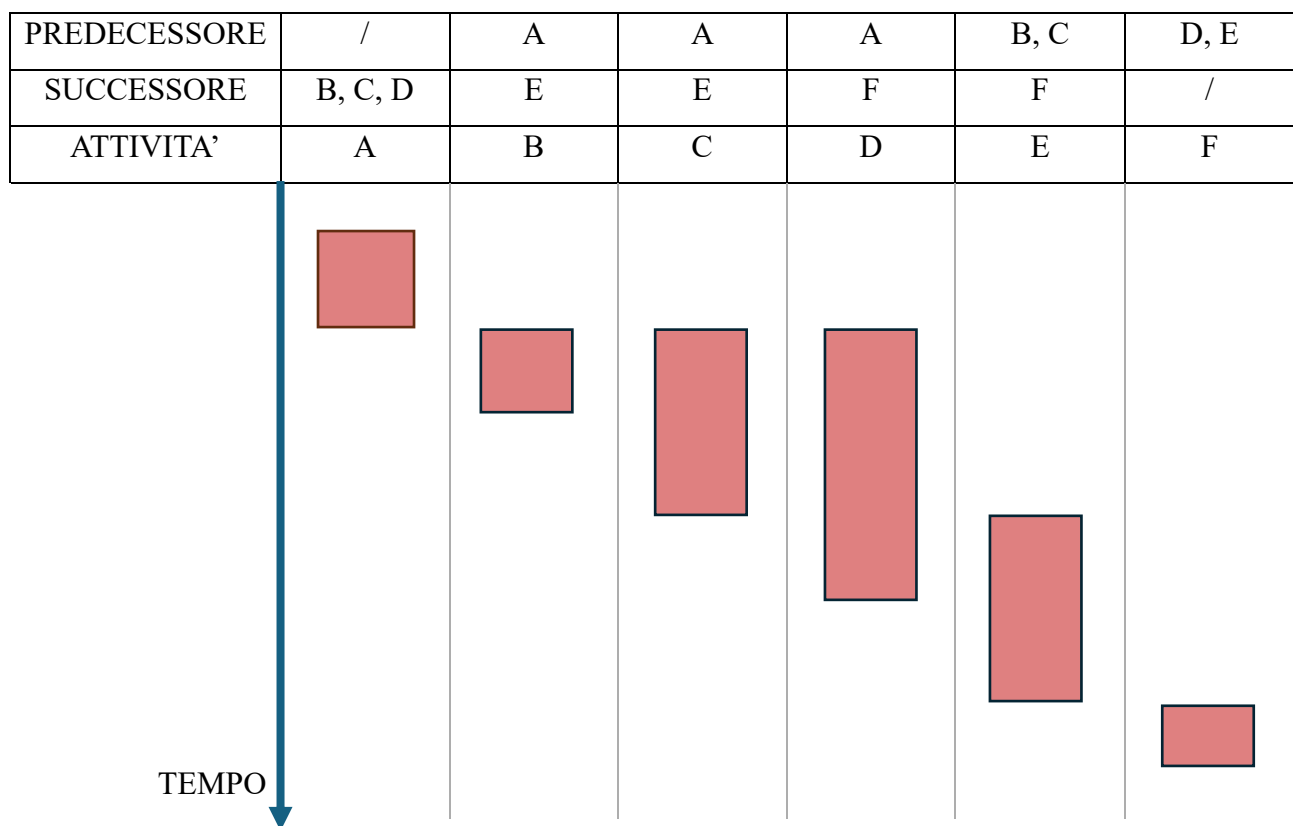 PREDECESSORE / A A A B, C D, E
SUCCESSORE B, C, D E E F F /
ATTIVITA’ A B C D E F
TEMPO